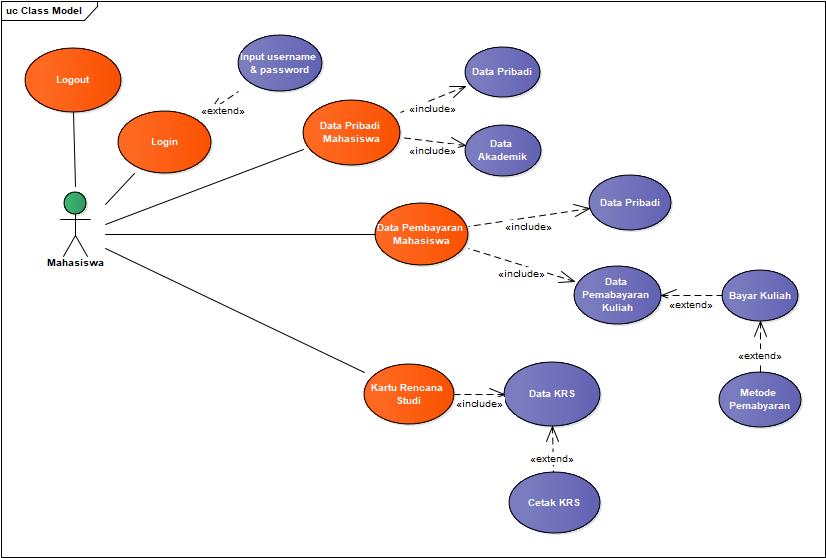 uc Class Model
Logout
Input username
& password
«extend»
Login
Data Pribadi
Mahasiswa
«include»
Data Pribadi
«include»
Data
Akademik
Mahasiswa
Data Pembayaran
Mahasiswa
«include»
Data Pribadi
«include»
Data
Pemabayaran
Kuliah
«extend»
Bayar Kuliah
«extend»
Metode
Pemabyaran
Kartu Rencana
Studi
«include»
Data KRS
«extend»
Cetak KRS